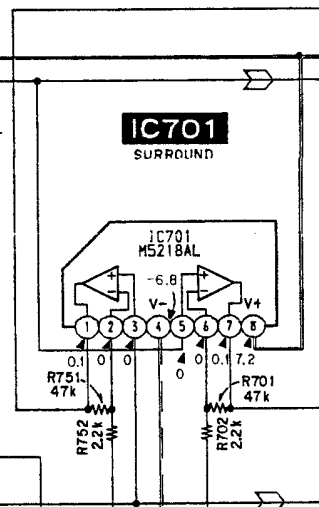 IC701
SURROUND
IC701
M5218AL
-6.8
V-
V+
1 2 3 4 5 6 7 8
0.1 0 0 0 0 0.1 7.2
R751
47k
R701
47k
R752
2.2k
R702
2.2k